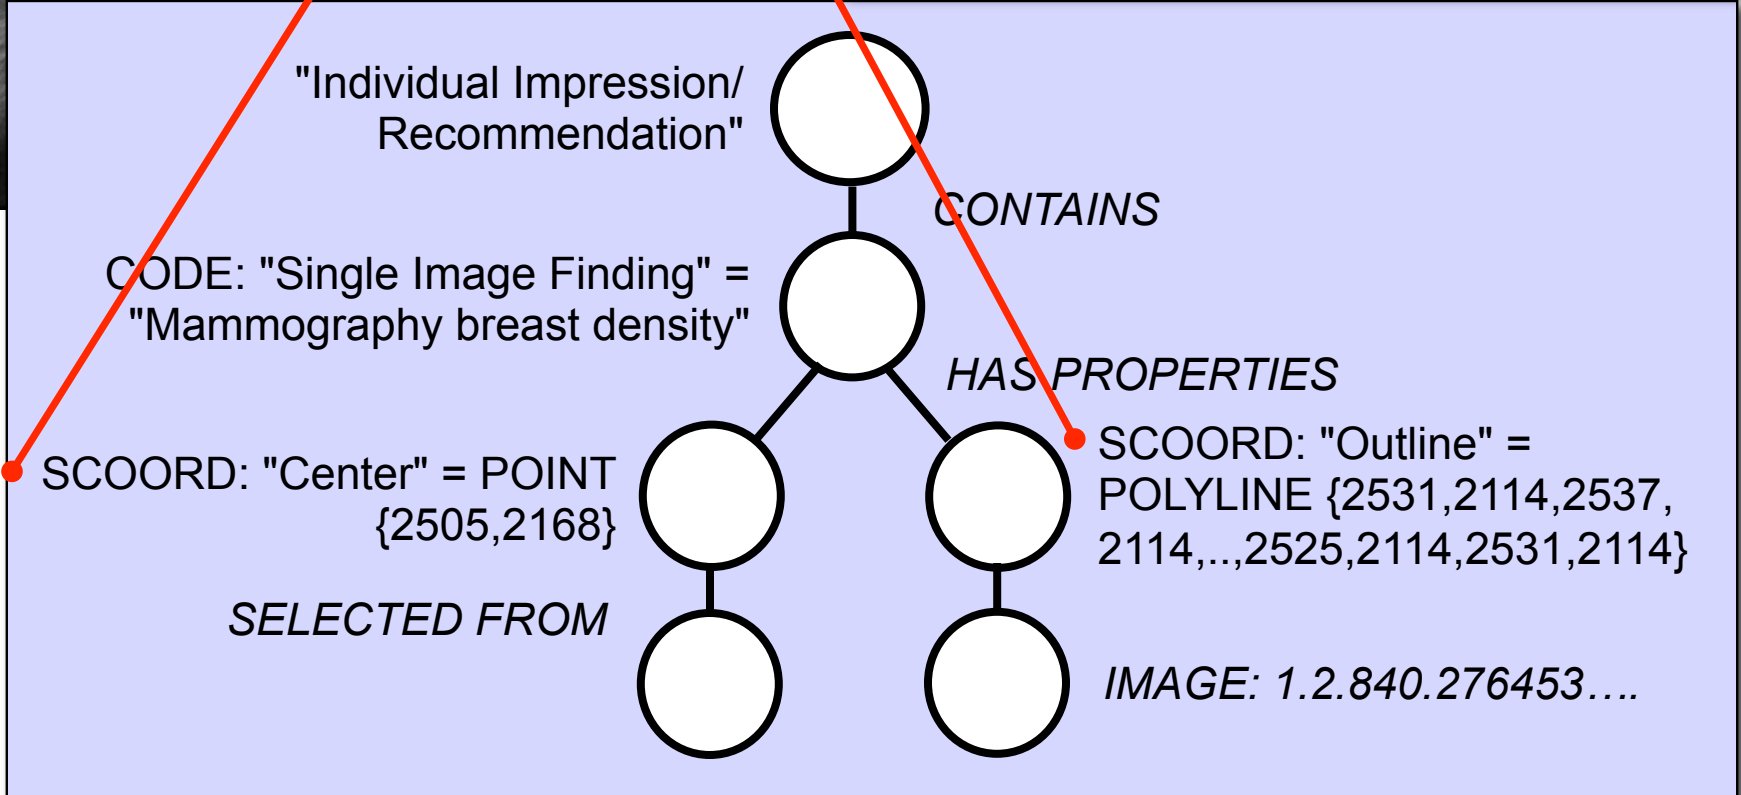 "Individual Impression/
Recommendation"
CONTAINS
CODE: "Single Image Finding" =
"Mammography breast density"
HAS PROPERTIES
SCOORD: "Center" = POINT
{2505,2168}
SCOORD: "Outline" =
POLYLINE {2531,2114,2537,
2114,..,2525,2114,2531,2114}
SELECTED FROM
IMAGE: 1.2.840.276453….